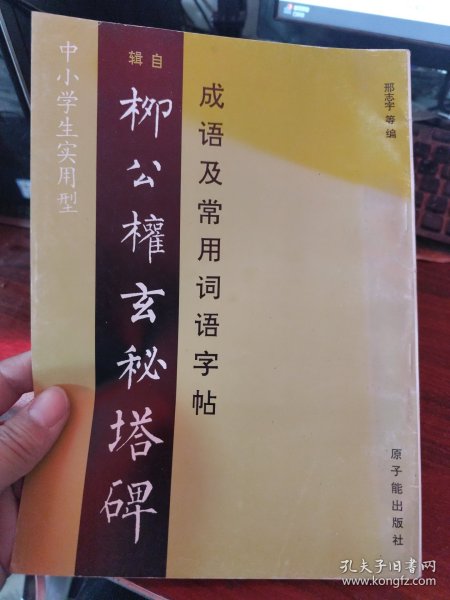 中小学生实用型
辑自
柳公權玄秘塔碑
成语及常用词语字帖
邢志宇等编
原子能出版社
孔夫子旧书网
www.kongfz.com